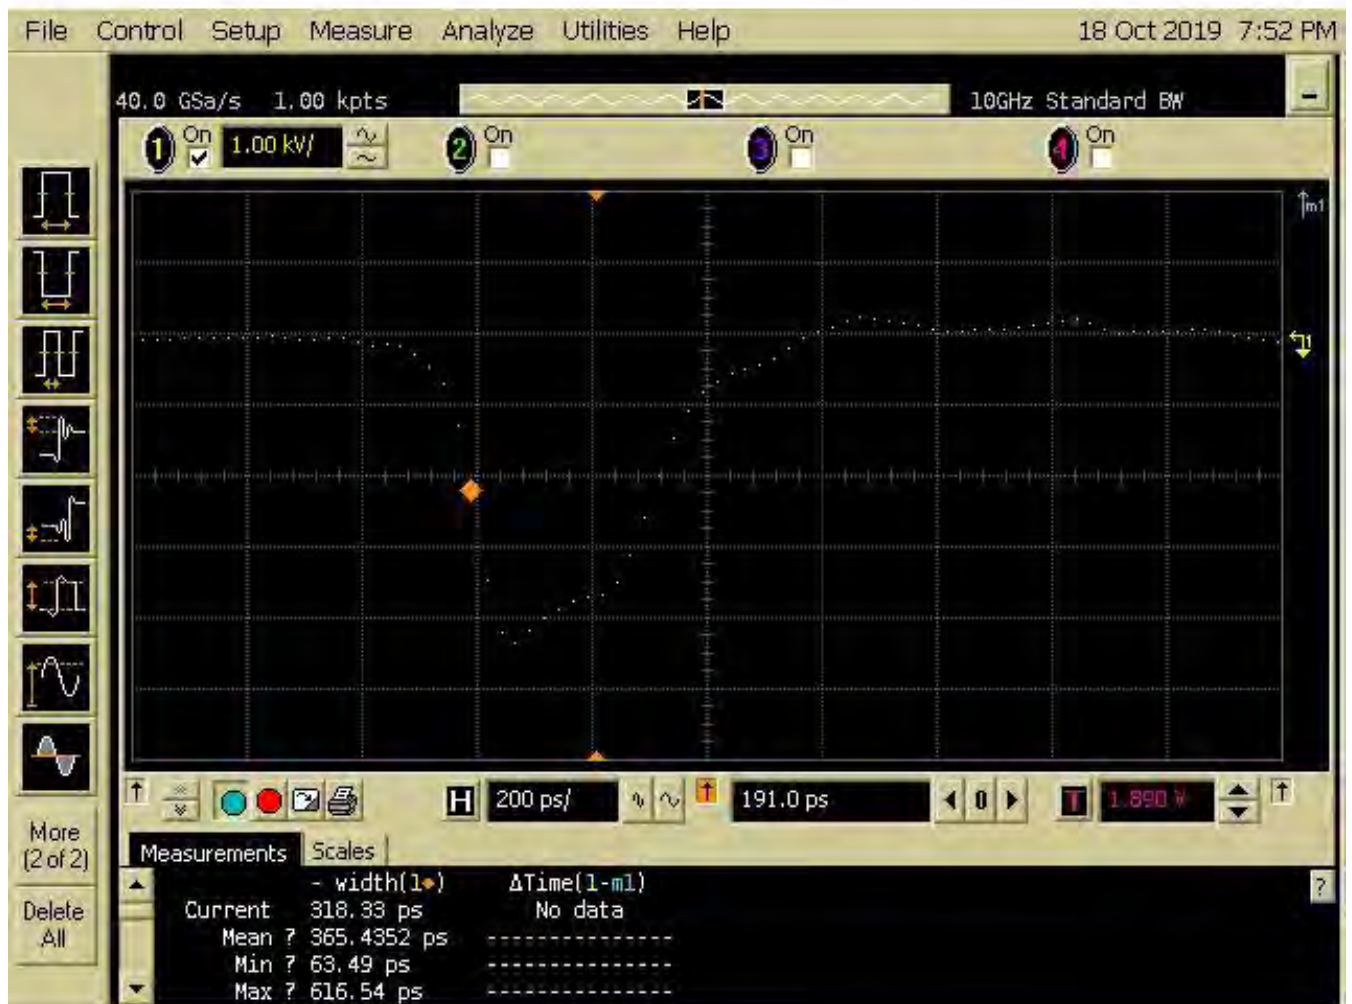 File Control Setup Measure Analyze Utilities Help 18 Oct 2019 7:52 PM
40.0 GSa/s 1.00 kpts 10GHz Standard BW
1 On 1.00 kV/ 2 On 3 On 4 On
m1
1
H 200 ps/ 191.0 ps 0 T 1.890 V
More
(2 of 2)
Delete
All
Measurements Scales
- width(1◆) ΔTime(1-m1) ?
Current 318.33 ps No data
Mean ? 365.4352 ps ---------------
Min ? 63.49 ps ---------------
Max ? 616.54 ps ---------------